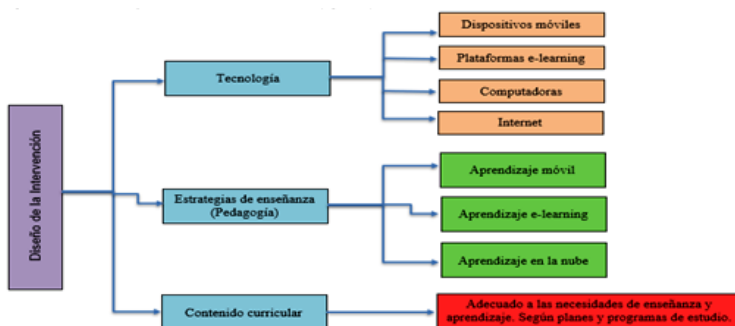 Diseño de la Intervención
Tecnología
Dispositivos móviles
Plataformas e-learning
Computadoras
Internet
Estrategias de enseñanza
(Pedagogía)
Aprendizaje móvil
Aprendizaje e-learning
Aprendizaje en la nube
Contenido curricular
Adecuado a las necesidades de enseñanza y
aprendizaje. Según planes y programas de estudio.